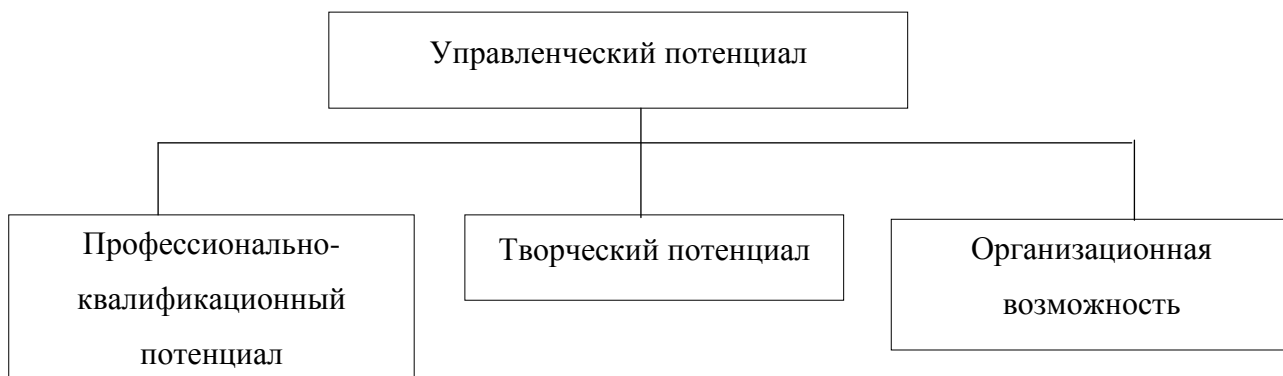 Управленческий потенциал
Профессионально-
квалификационный
потенциал
Творческий потенциал
Организационная
возможность